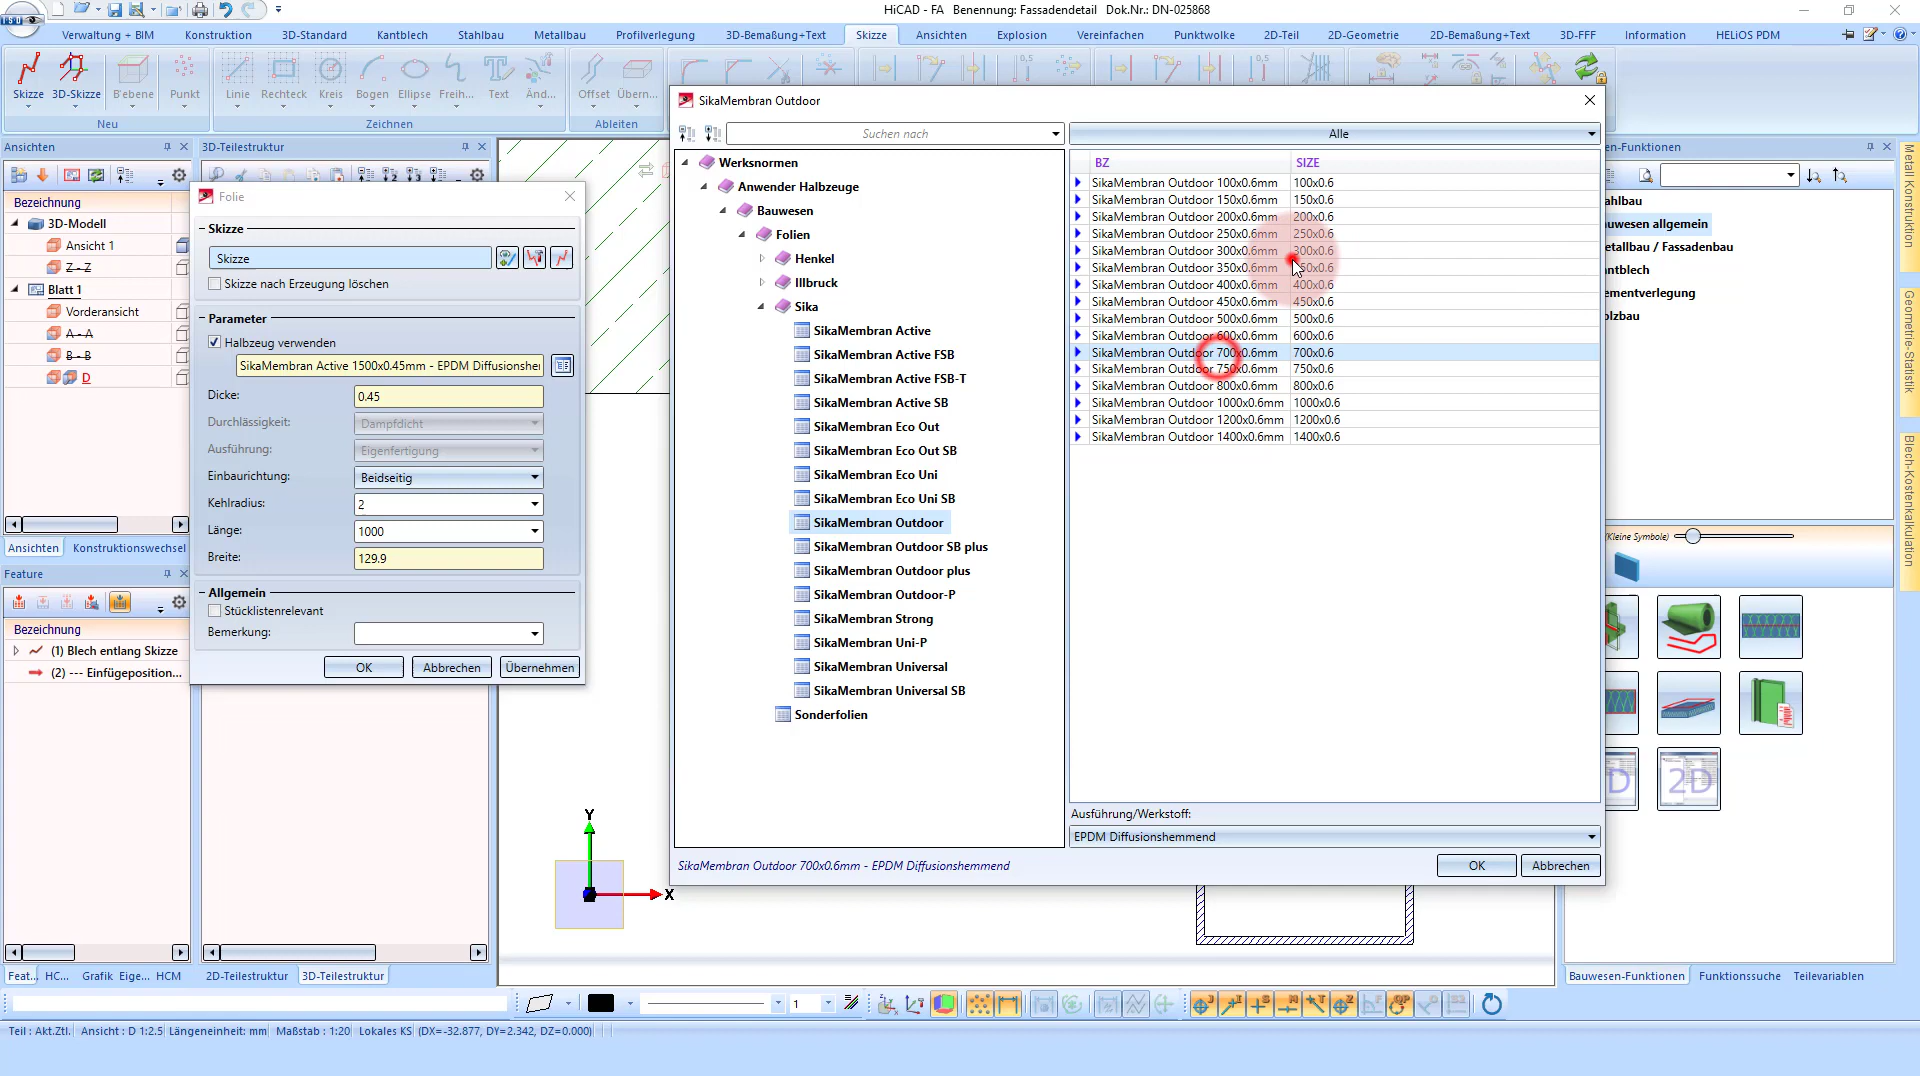 HiCAD - FA   Benennung: Fassadendetail   Dok.Nr.: DN-025868
Verwaltung + BIM
Konstruktion
3D-Standard
Kantblech
Stahlbau
Metallbau
Profilverlegung
3D-Bemaßung+Text
Skizze
Ansichten
Explosion
Vereinfachen
Punktwolke
2D-Teil
2D-Geometrie
2D-Bemaßung+Text
3D-FFF
Information
HELiOS PDM
Skizze
3D-Skizze
B'ebene
Punkt
Linie
Rechteck
Kreis
Bogen
Ellipse
Freih...
Text
Änd...
Offset
Übern...
Neu
Zeichnen
Ableiten
Ansichten
3D-Teilestruktur
Bezeichnung
3D-Modell
Ansicht 1
Z - Z
Blatt 1
Vorderansicht
A - A
B - B
D
Ansichten
Konstruktionswechsel
Feature
Bezeichnung
(1) Blech entlang Skizze
(2) --- Einfügeposition...
Feat...
HC...
Grafik
Eige...
HCM
2D-Teilestruktur
3D-Teilestruktur
Folie
Skizze
Skizze
Skizze nach Erzeugung löschen
Parameter
Halbzeug verwenden
SikaMembran Active 1500x0.45mm - EPDM Diffusionshe
Dicke:
0.45
Durchlässigkeit:
Dampfdicht
Ausführung:
Eigenfertigung
Einbaurichtung:
Beidseitig
Kehlradius:
2
Länge:
1000
Breite:
129.9
Allgemein
Stücklistenrelevant
Bemerkung:
OK
Abbrechen
Übernehmen
SikaMembran Outdoor
Suchen nach
Alle
Werksnormen
Anwender Halbzeuge
Bauwesen
Folien
Henkel
Illbruck
Sika
SikaMembran Active
SikaMembran Active FSB
SikaMembran Active FSB-T
SikaMembran Active SB
SikaMembran Eco Out
SikaMembran Eco Out SB
SikaMembran Eco Uni
SikaMembran Eco Uni SB
SikaMembran Outdoor
SikaMembran Outdoor SB plus
SikaMembran Outdoor plus
SikaMembran Outdoor-P
SikaMembran Strong
SikaMembran Uni-P
SikaMembran Universal
SikaMembran Universal SB
Sonderfolien
BZ SIZE
SikaMembran Outdoor 100x0.6mm 100x0.6
SikaMembran Outdoor 150x0.6mm 150x0.6
SikaMembran Outdoor 200x0.6mm 200x0.6
SikaMembran Outdoor 250x0.6mm 250x0.6
SikaMembran Outdoor 300x0.6mm 300x0.6
SikaMembran Outdoor 350x0.6mm 350x0.6
SikaMembran Outdoor 400x0.6mm 400x0.6
SikaMembran Outdoor 450x0.6mm 450x0.6
SikaMembran Outdoor 500x0.6mm 500x0.6
SikaMembran Outdoor 600x0.6mm 600x0.6
SikaMembran Outdoor 700x0.6mm 700x0.6
SikaMembran Outdoor 750x0.6mm 750x0.6
SikaMembran Outdoor 800x0.6mm 800x0.6
SikaMembran Outdoor 1000x0.6mm 1000x0.6
SikaMembran Outdoor 1200x0.6mm 1200x0.6
SikaMembran Outdoor 1400x0.6mm 1400x0.6
Ausführung/Werkstoff:
EPDM Diffusionshemmend
SikaMembran Outdoor 700x0.6mm - EPDM Diffusionshemmend
OK
Abbrechen
Y
X
en-Funktionen
ahlbau
uwesen allgemein
etallbau / Fassadenbau
antblech
ementverlegung
olzbau
(Kleine Symbole)
2D
Bauwesen-Funktionen
Funktionssuche
Teilevariablen
Metall Konstruktion
Geometrie-Statistik
Blech-Kostenkalkulation
1
Teil : Akt.Ztl.
Ansicht : D 1:2.5
Längeneinheit: mm
Maßstab : 1:20
Lokales KS
(DX=-32.877, DY=2.342, DZ=0.000)